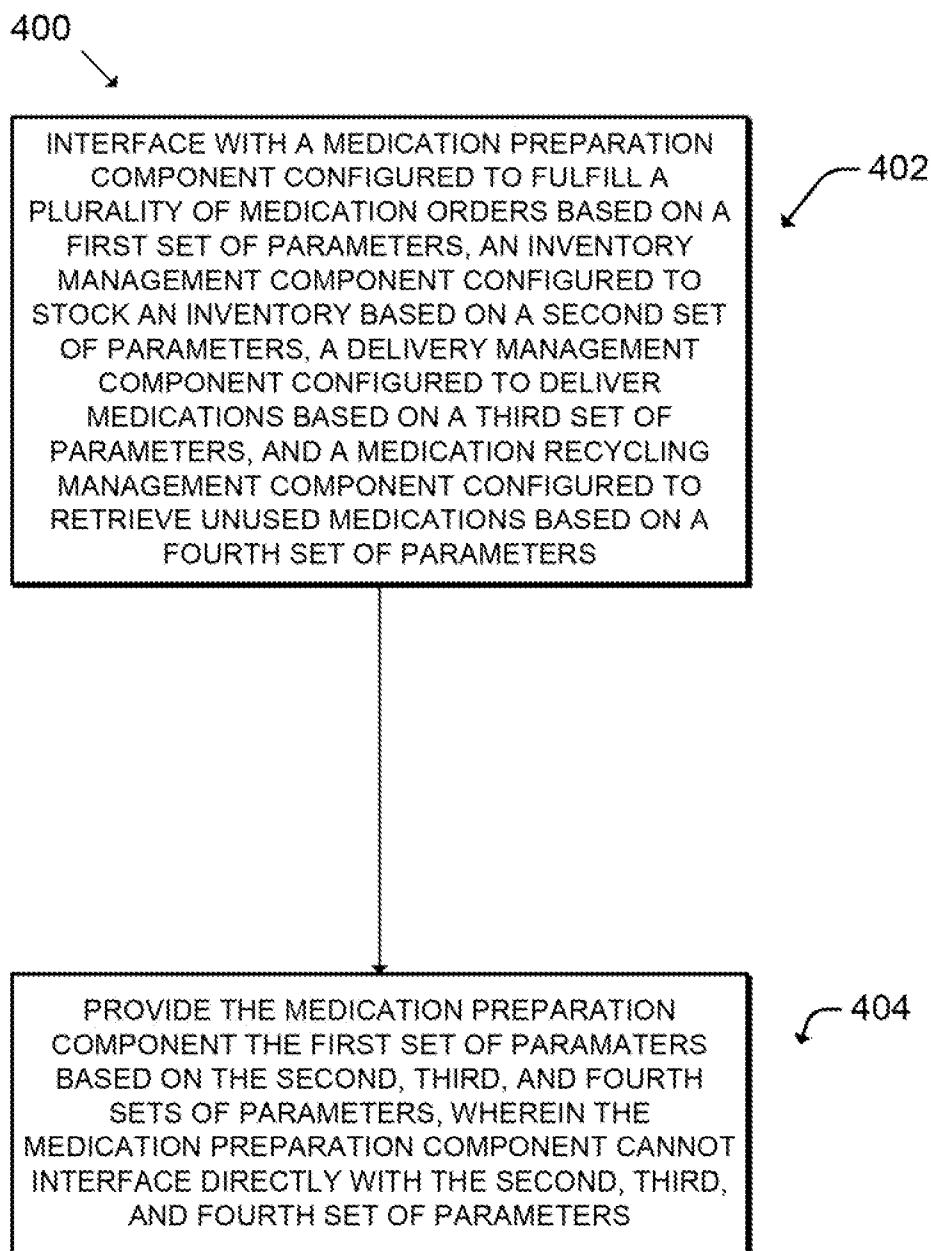 400
INTERFACE WITH A MEDICATION PREPARATION
COMPONENT CONFIGURED TO FULFILL A
PLURALITY OF MEDICATION ORDERS BASED ON A
FIRST SET OF PARAMETERS, AN INVENTORY
MANAGEMENT COMPONENT CONFIGURED TO
STOCK AN INVENTORY BASED ON A SECOND SET
OF PARAMETERS, A DELIVERY MANAGEMENT
COMPONENT CONFIGURED TO DELIVER
MEDICATIONS BASED ON A THIRD SET OF
PARAMETERS, AND A MEDICATION RECYCLING
MANAGEMENT COMPONENT CONFIGURED TO
RETRIEVE UNUSED MEDICATIONS BASED ON A
FOURTH SET OF PARAMETERS
402
PROVIDE THE MEDICATION PREPARATION
COMPONENT THE FIRST SET OF PARAMATERS
BASED ON THE SECOND, THIRD, AND FOURTH
SETS OF PARAMETERS, WHEREIN THE
MEDICATION PREPARATION COMPONENT CANNOT
INTERFACE DIRECTLY WITH THE SECOND, THIRD,
AND FOURTH SET OF PARAMETERS
404